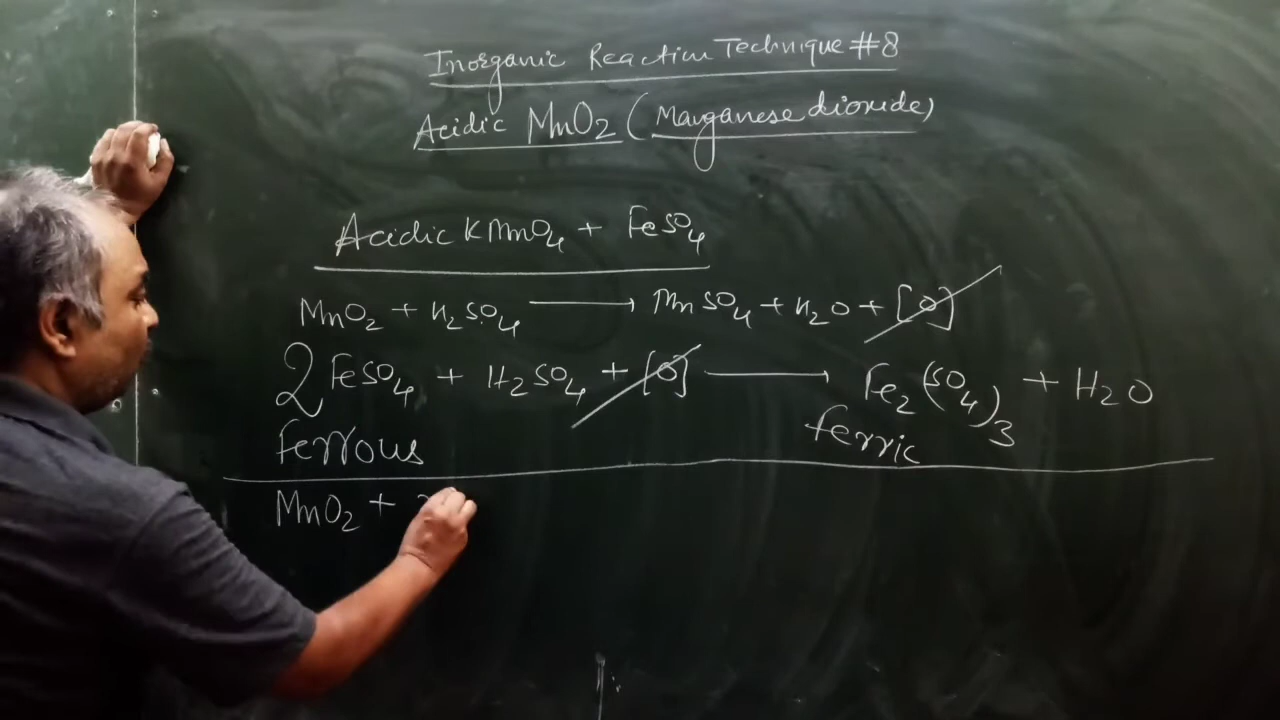 Inorganic Reaction Technique #8
Acidic MnO2 (Manganese dioxide)
Acidic KMnO4 + FeSO4
MnO2 + H2SO4 ⟶ MnSO4 + H2O + [O]
2 FeSO4 + H2SO4 + [O] ⟶ Fe2(SO4)3 + H2O
Ferrous ferric
MnO2 +